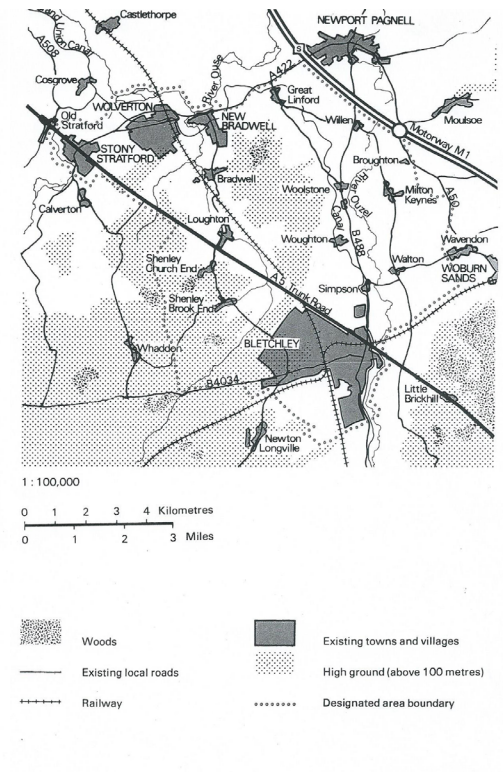 Castlethorpe
NEWPORT PAGNELL
Grand Union Canal
A508
Cosgrove
River Ouse
A422
S
WOLVERTON
Great
Linford
Old
Stratford
NEW
BRADWELL
Willen
Moulsoe
Motorway M1
STONY
STRATFORD
Broughton
Bradwell
Woolstone
River Ouzel
Milton
Keynes
A50
Calverton
Canal
Loughton
Woughton
B488
Wavendon
Shenley
Church End
Walton
WOBURN
SANDS
A5 Trunk Road
Simpson
Shenley
Brook End
Whaddon
BLETCHLEY
B4034
Little
Brickhill
Newton
Longville
1 : 100,000
0 1 2 3 4 Kilometres
0 1 2 3 Miles
Woods
Existing towns and villages
Existing local roads
High ground (above 100 metres)
Railway
Designated area boundary